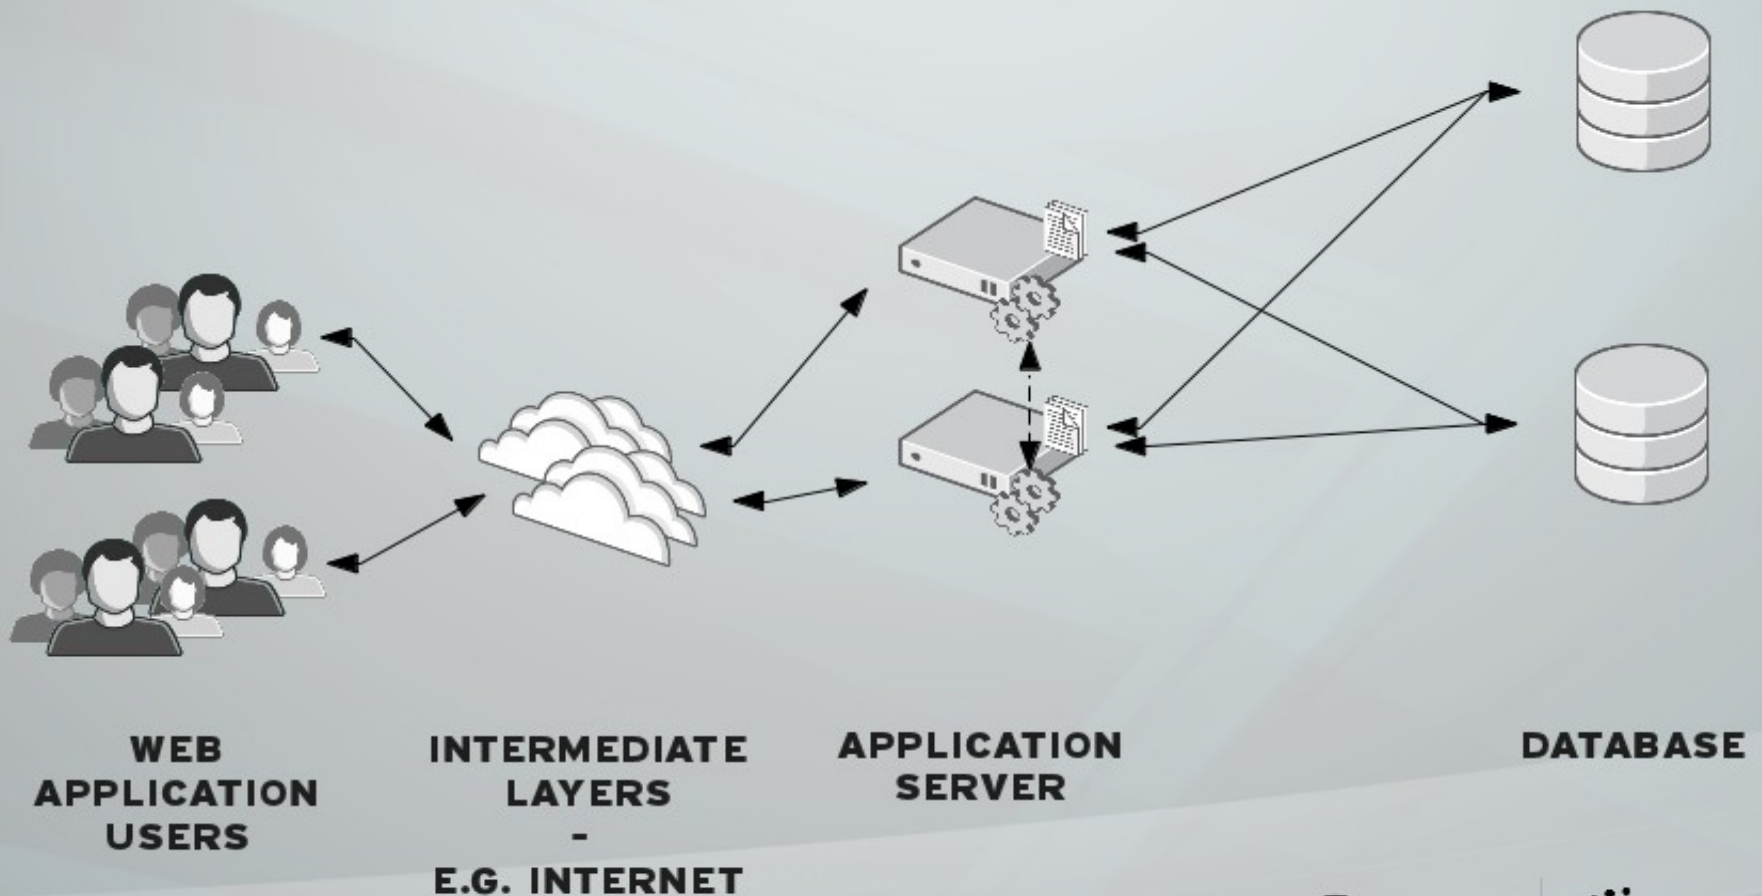 WEB
APPLICATION
USERS
INTERMEDIATE
LAYERS
-
E.G. INTERNET
APPLICATION
SERVER
DATABASE